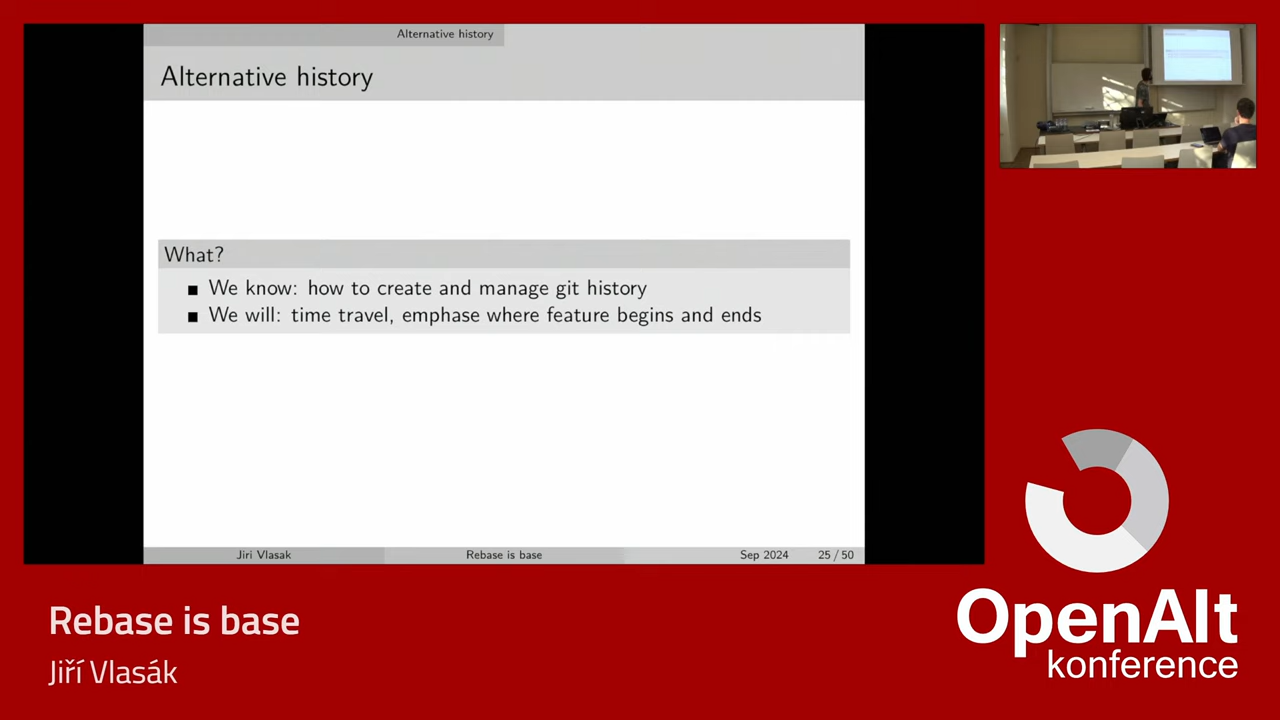 Alternative history
Alternative history
What?
We know: how to create and manage git history
We will: time travel, emphase where feature begins and ends
Jiri Vlasak
Rebase is base
Sep 2024
25 / 50
Rebase is base
Jiří Vlasák
OpenAlt
konference